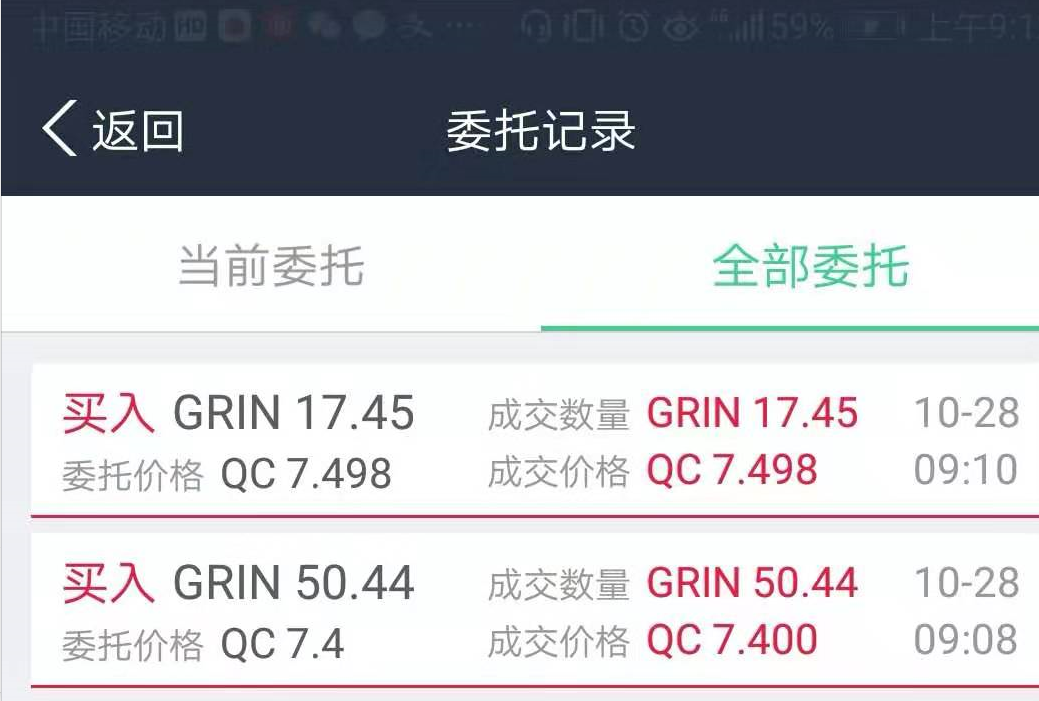 中国移动 HD 59% 上午9:1
返回 委托记录
当前委托 全部委托
买入 GRIN 17.45 成交数量 GRIN 17.45 10-28
委托价格 QC 7.498 成交价格 QC 7.498 09:10
买入 GRIN 50.44 成交数量 GRIN 50.44 10-28
委托价格 QC 7.4 成交价格 QC 7.400 09:08